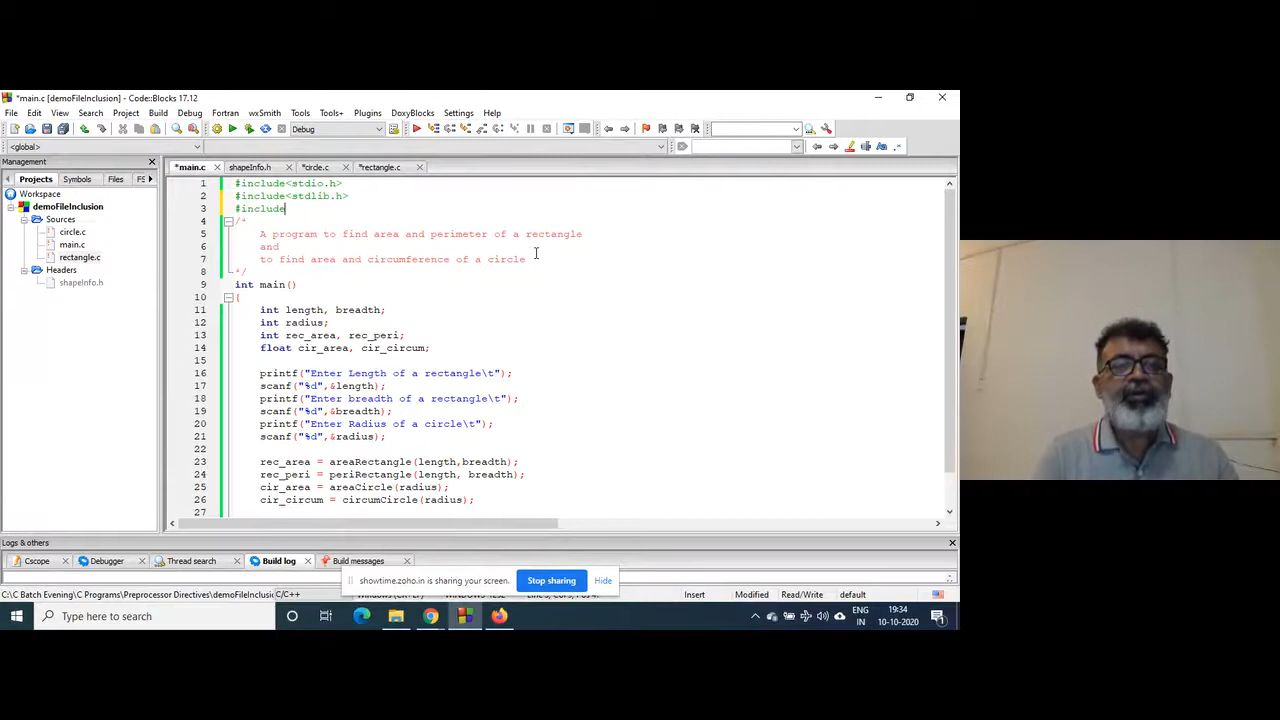 *main.c [demoFileInclusion] - Code::Blocks 17.12
File Edit View Search Project Build Debug Fortran wxSmith Tools Tools+ Plugins DoxyBlocks Settings Help
Debug
<global>
Management
Projects Symbols Files FS
Workspace
demoFileInclusion
Sources
circle.c
main.c
rectangle.c
Headers
shapeInfo.h
*main.c shapeInfo.h *circle.c *rectangle.c
1 #include<stdio.h>
2 #include<stdlib.h>
3 #include
4 /*
5 A program to find area and perimeter of a rectangle
6 and
7 to find area and circumference of a circle
8 */
9 int main()
10 {
11 int length, breadth;
12 int radius;
13 int rec_area, rec_peri;
14 float cir_area, cir_circum;
15
16 printf("Enter Length of a rectangle\t");
17 scanf("%d",&length);
18 printf("Enter breadth of a rectangle\t");
19 scanf("%d",&breadth);
20 printf("Enter Radius of a circle\t");
21 scanf("%d",&radius);
22
23 rec_area = areaRectangle(length,breadth);
24 rec_peri = periRectangle(length, breadth);
25 cir_area = areaCircle(radius);
26 cir_circum = circumCircle(radius);
27
Logs & others
Cscope Debugger Thread search Build log Build messages
showtime.zoho.in is sharing your screen. Stop sharing Hide
C:\C Batch Evening\C Programs\Preprocessor Directives\demoFileInclusion C/C++ Insert Modified Read/Write default
Type here to search
ENG
IN
19:34
10-10-2020
1